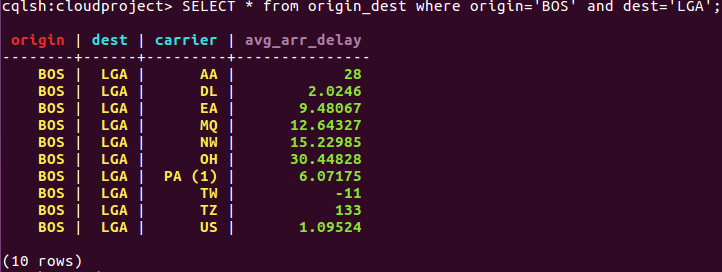 cqlsh:cloudproject> SELECT * from origin_dest where origin='BOS' and dest='LGA';
origin | dest | carrier | avg_arr_delay
--------+------+---------+---------------
BOS | LGA | AA | 28
BOS | LGA | DL | 2.0246
BOS | LGA | EA | 9.48067
BOS | LGA | MQ | 12.64327
BOS | LGA | NW | 15.22985
BOS | LGA | OH | 30.44828
BOS | LGA | PA (1) | 6.07175
BOS | LGA | TW | -11
BOS | LGA | TZ | 133
BOS | LGA | US | 1.09524
(10 rows)